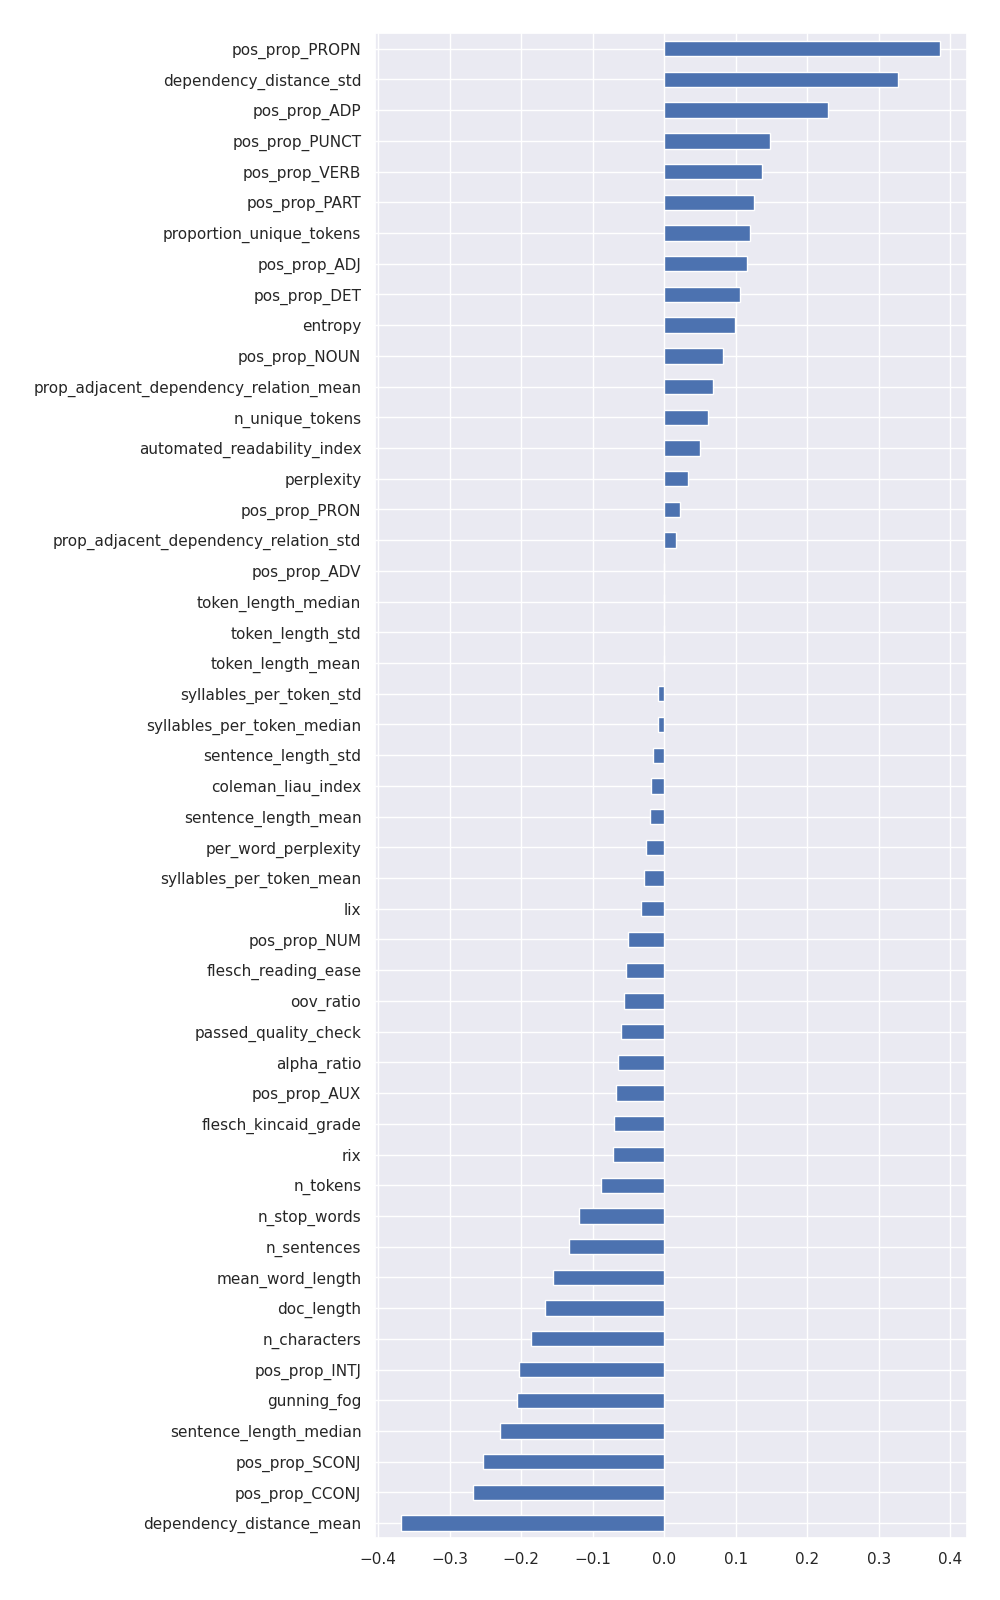 pos_prop_PROPN
dependency_distance_std
pos_prop_ADP
pos_prop_PUNCT
pos_prop_VERB
pos_prop_PART
proportion_unique_tokens
pos_prop_ADJ
pos_prop_DET
entropy
pos_prop_NOUN
prop_adjacent_dependency_relation_mean
n_unique_tokens
automated_readability_index
perplexity
pos_prop_PRON
prop_adjacent_dependency_relation_std
pos_prop_ADV
token_length_median
token_length_std
token_length_mean
syllables_per_token_std
syllables_per_token_median
sentence_length_std
coleman_liau_index
sentence_length_mean
per_word_perplexity
syllables_per_token_mean
lix
pos_prop_NUM
flesch_reading_ease
oov_ratio
passed_quality_check
alpha_ratio
pos_prop_AUX
flesch_kincaid_grade
rix
n_tokens
n_stop_words
n_sentences
mean_word_length
doc_length
n_characters
pos_prop_INTJ
gunning_fog
sentence_length_median
pos_prop_SCONJ
pos_prop_CCONJ
dependency_distance_mean
−0.4 −0.3 −0.2 −0.1 0.0 0.1 0.2 0.3 0.4